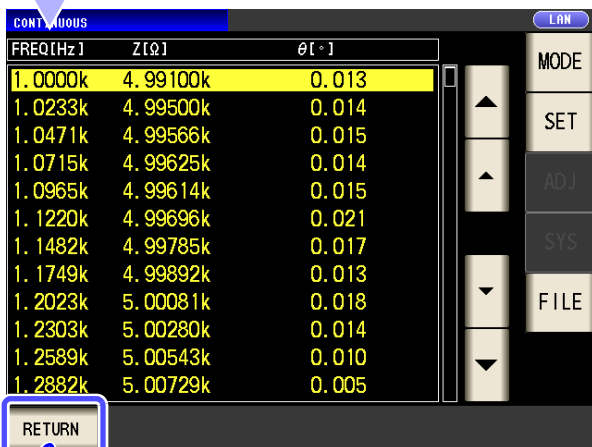 CONTINUOUS LAN
FREQ[Hz] Z[Ω] θ[°]
1.0000k 4.99100k 0.013
1.0233k 4.99500k 0.014
1.0471k 4.99566k 0.015
1.0715k 4.99625k 0.014
1.0965k 4.99614k 0.015
1.1220k 4.99696k 0.021
1.1482k 4.99785k 0.017
1.1749k 4.99892k 0.013
1.2023k 5.00081k 0.018
1.2303k 5.00280k 0.014
1.2589k 5.00543k 0.010
1.2882k 5.00729k 0.005
MODE
SET
ADJ
SYS
FILE
RETURN